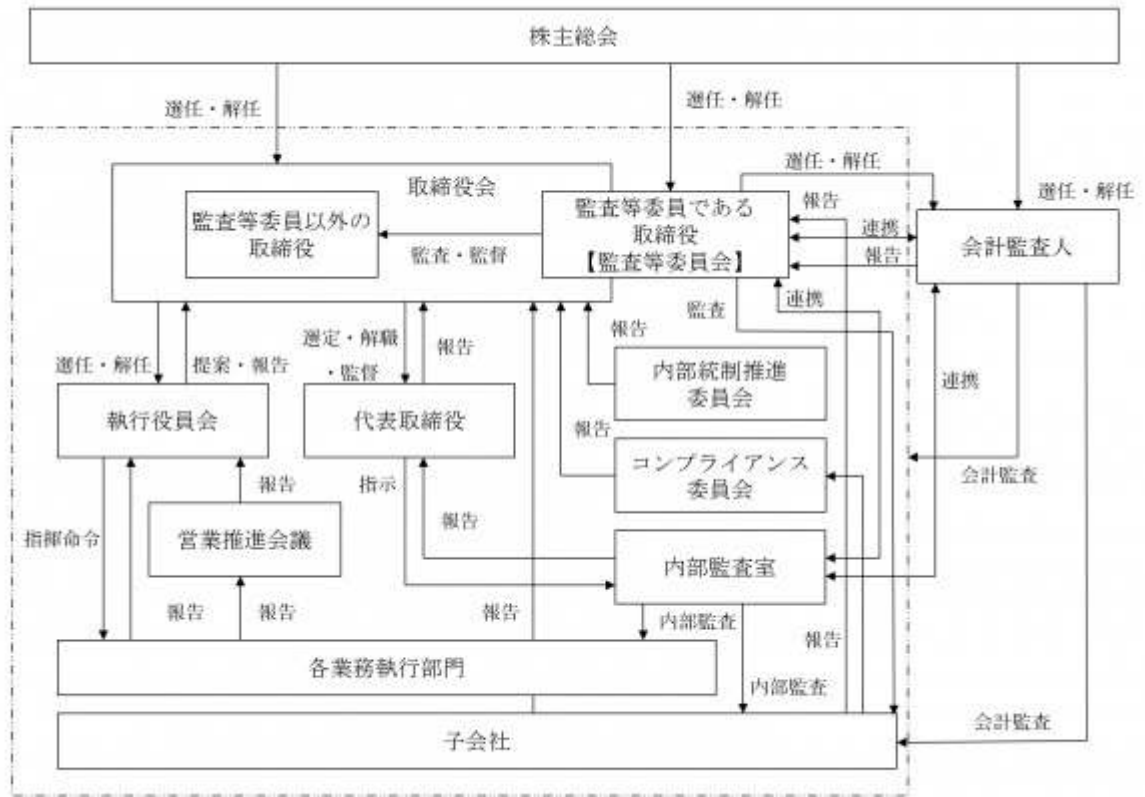 株主総会
選任・解任
選任・解任
選任・解任
選任・解任
取締役会
監査等委員以外の
取締役
監査・監督
監査等委員である
取締役
【監査等委員会】
報告
連携
報告
会計監査人
選任・解任
提案・報告
選定・解職
・監督
報告
報告
監査
連携
連携
内部統制推進
委員会
執行役員会
代表取締役
報告
コンプライアンス
委員会
会計監査
報告
指示
報告
指揮命令
営業推進会議
内部監査室
報告
報告
報告
内部監査
報告
各業務執行部門
内部監査
子会社
会計監査